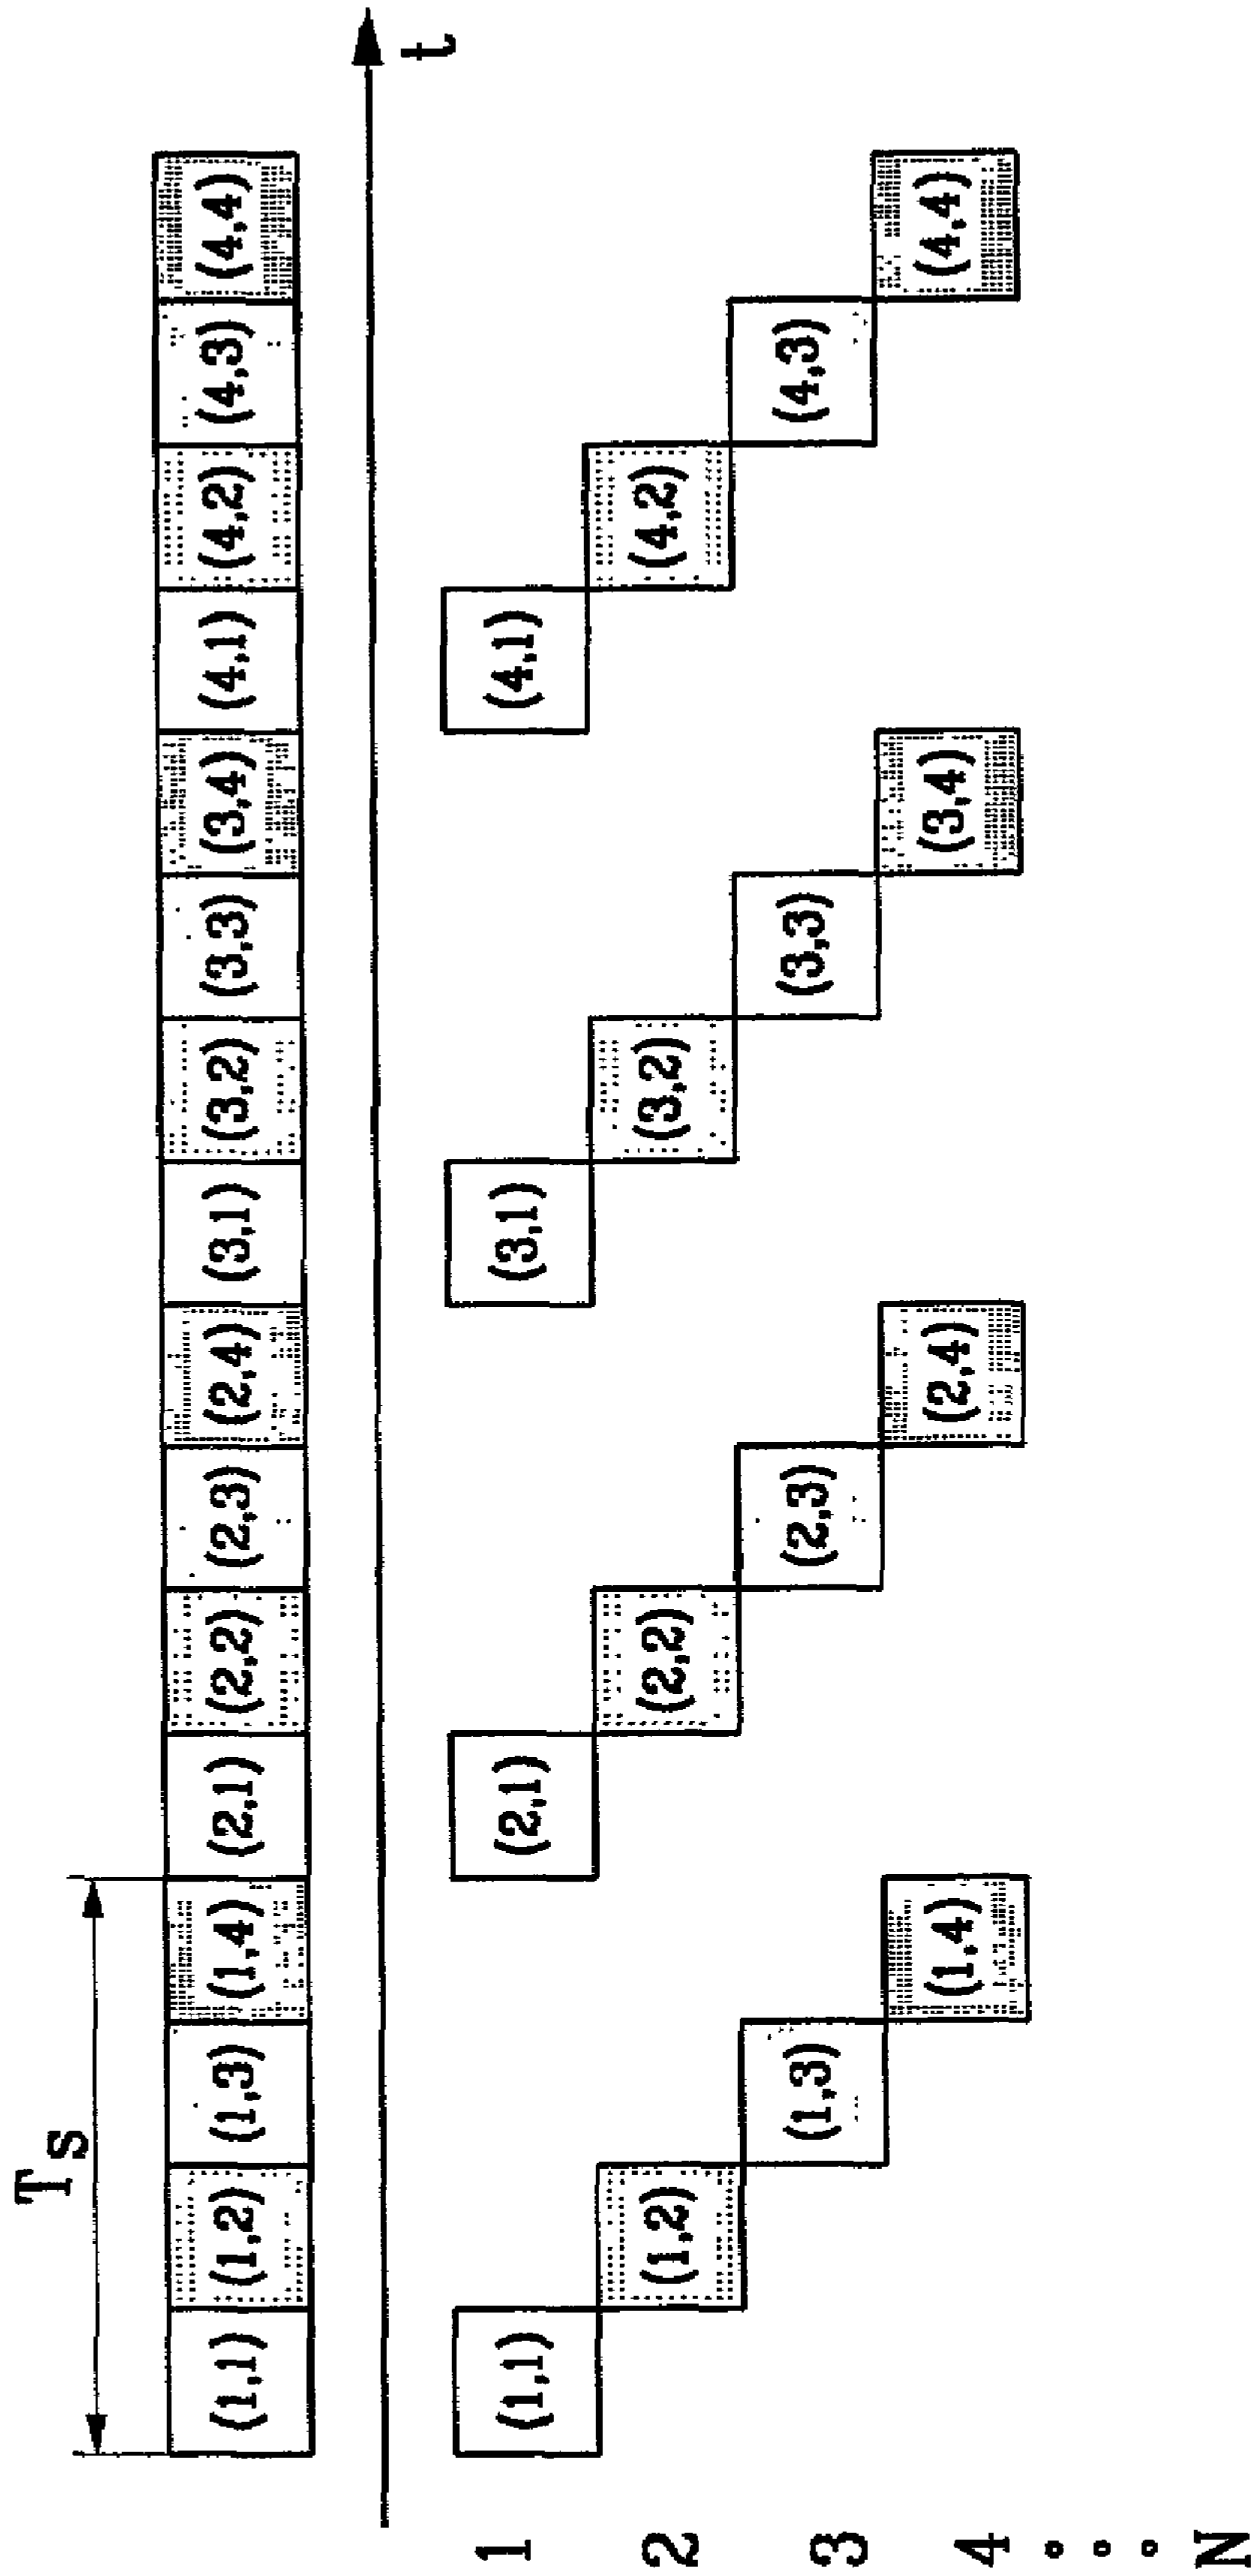 T_S
(1,1) (1,2) (1,3) (1,4) (2,1) (2,2) (2,3) (2,4) (3,1) (3,2) (3,3) (3,4) (4,1) (4,2) (4,3) (4,4)
t
1 (1,1) (2,1) (3,1) (4,1)
2 (1,2) (2,2) (3,2) (4,2)
3 (1,3) (2,3) (3,3) (4,3)
4 (1,4) (2,4) (3,4) (4,4)
N